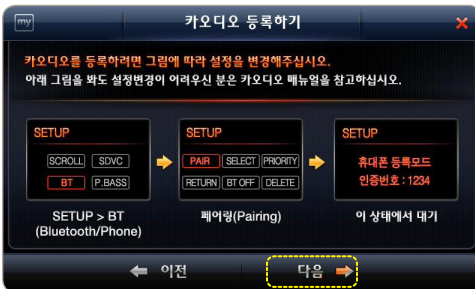 my
카오디오 등록하기
카오디오를 등록하려면 그림에 따라 설정을 변경해주십시오.
아래 그림을 봐도 설정변경이 어려우신 분은 카오디오 매뉴얼을 참고하십시오.
SETUP
SCROLL SDVC
BT P.BASS
SETUP > BT
(Bluetooth/Phone)
SETUP
PAIR SELECT PRIORITY
RETURN BT OFF DELETE
페어링(Pairing)
SETUP
휴대폰 등록모드
인증번호 : 1234
이 상태에서 대기
이전
다음